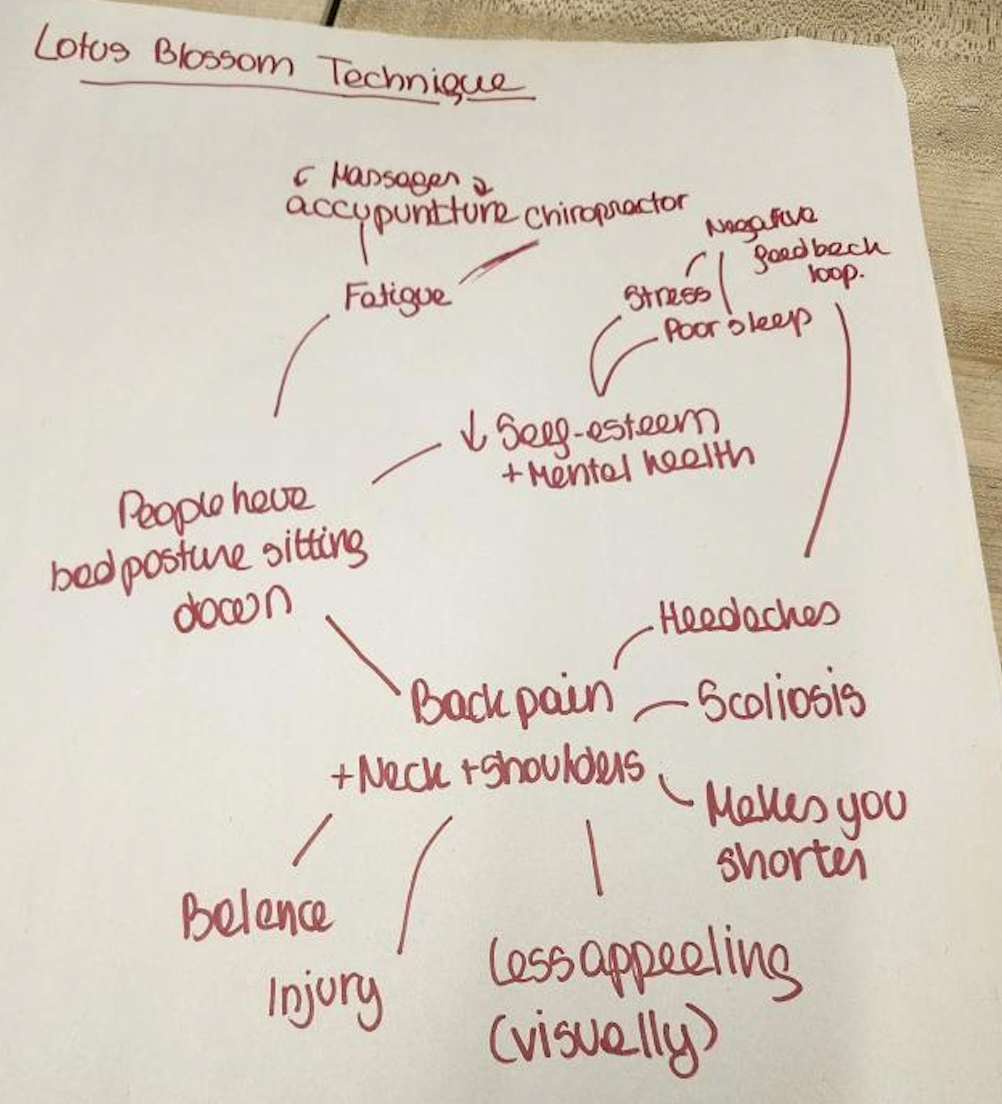 Lotus Blossom Technique
Massages
accypuntture chiropractor
Negative
feedback
loop.
Fatigue
Stress
Poor sleep
↓ Self-esteem
+ Mental health
People have
bad posture sitting
down
Headaches
Back pain
Scoliosis
+ Neck + shoulders
Makes you
shorter
Balance
Injury
Less appealing
(visually)